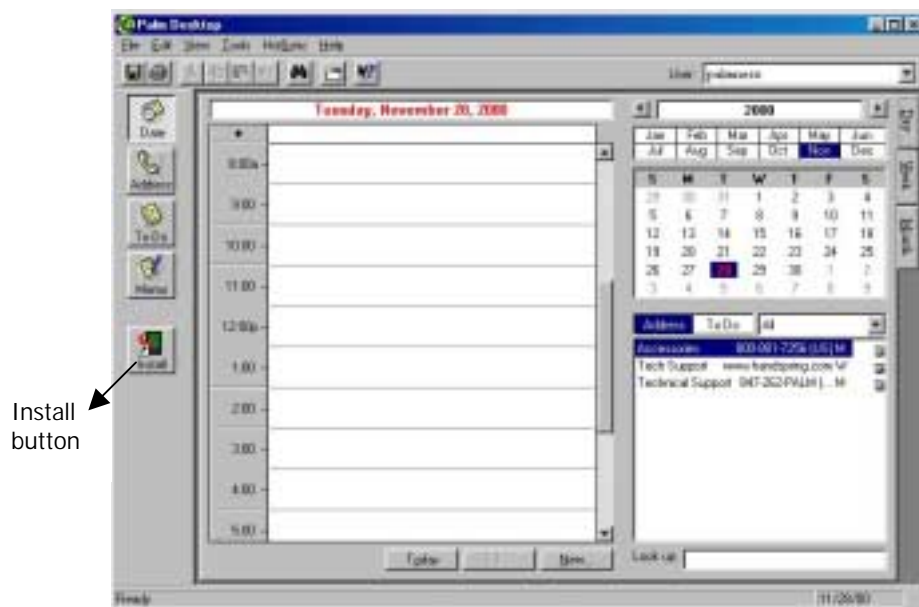 Palm Desktop
File Edit View Tools HotSync Help
User: 
Date
Address
To Do
Memo
Install
Install
button
Tuesday, November 28, 2000
8:00a
9:00
10:00
11:00
12:00p
1:00
2:00
3:00
4:00
5:00
Today New
2000
Jan Feb Mar Apr May Jun
Jul Aug Sep Oct Nov Dec
S M T W T F S
29 30 31 1 2 3 4
5 6 7 8 9 10 11
12 13 14 15 16 17 18
19 20 21 22 23 24 25
26 27 28 29 30 1 2
3 4 5 6 7 8 9
Day
Week
Month
Address To Do All
Accessories 800-881-7256 (US) M
Tech Support www.handspring.com W
Technical Support 847-262-PALM (... M
Look up:
Ready 11/28/00